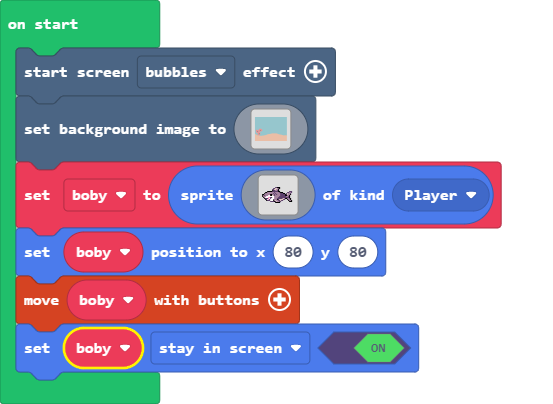 on start
start screen bubbles effect
set background image to
set boby to sprite of kind Player
set boby position to x 80 y 80
move boby with buttons
set boby stay in screen ON